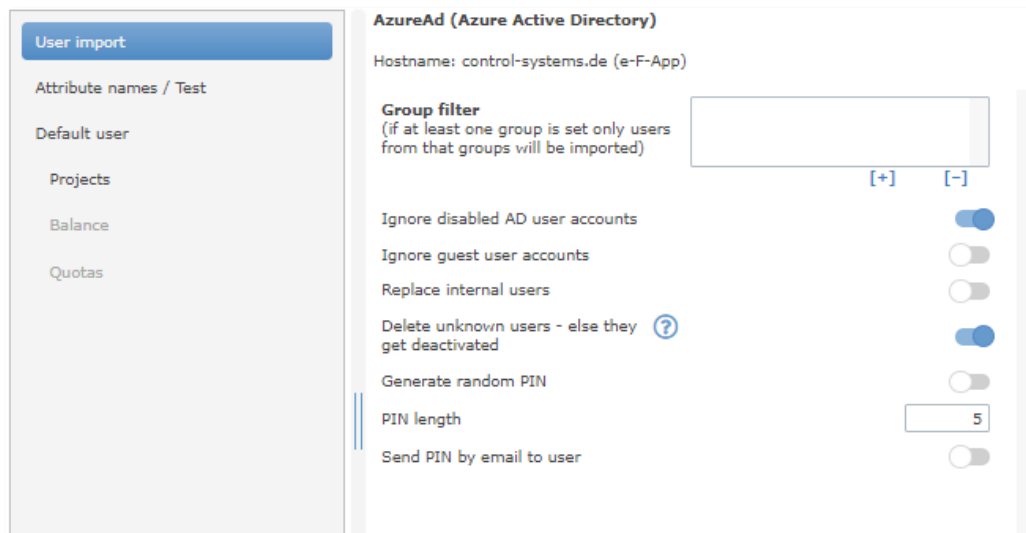 User import
Attribute names / Test
Default user
Projects
Balance
Quotas
AzureAd (Azure Active Directory)
Hostname: control-systems.de (e-F-App)
Group filter
(if at least one group is set only users
from that groups will be imported)
[+] [-]
Ignore disabled AD user accounts
Ignore guest user accounts
Replace internal users
Delete unknown users - else they ?
get deactivated
Generate random PIN
PIN length 5
Send PIN by email to user